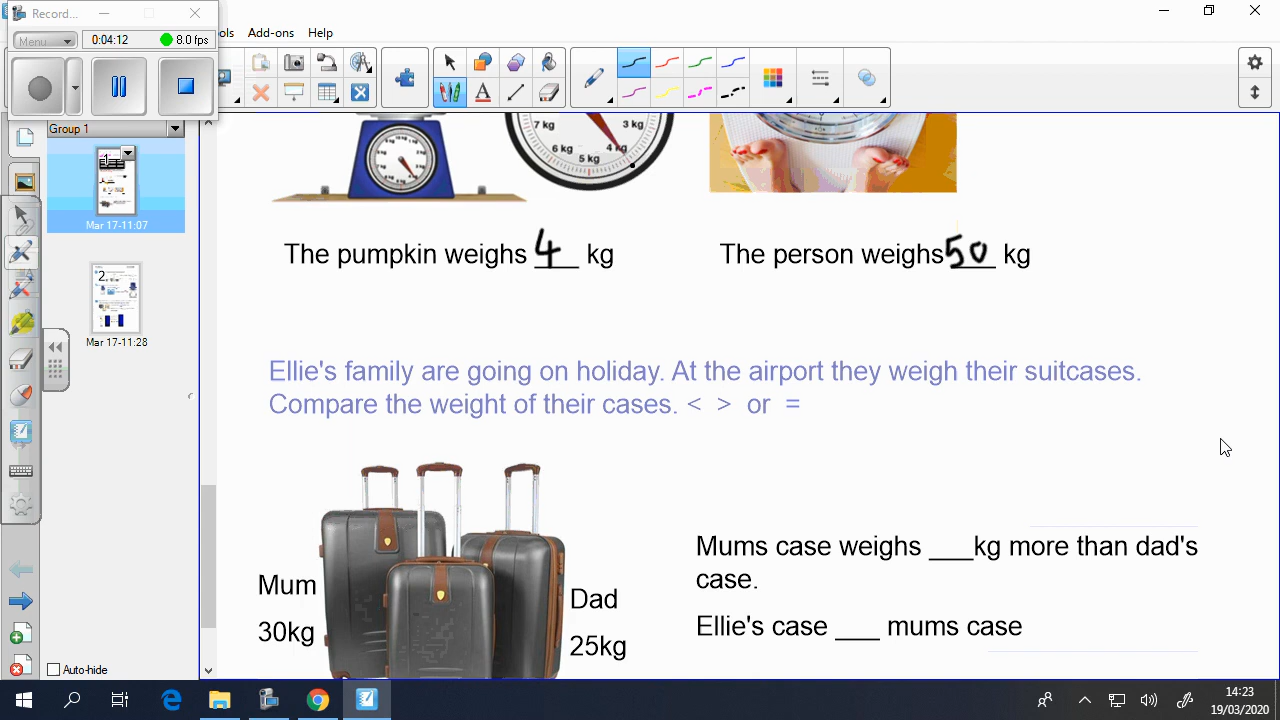 Record...
Menu 0:04:12 8.0 fps
ols Add-ons Help
Group 1
Mar 17-11:07
2
Mar 17-11:28
Auto-hide
7 kg 3 kg
6 kg 4 kg
5 kg
The pumpkin weighs 4 kg
The person weighs 50 kg
Ellie's family are going on holiday. At the airport they weigh their suitcases.
Compare the weight of their cases. < > or =
Mum
30kg
Dad
25kg
Mums case weighs ___kg more than dad's
case.
Ellie's case ___ mums case
14:23
19/03/2020